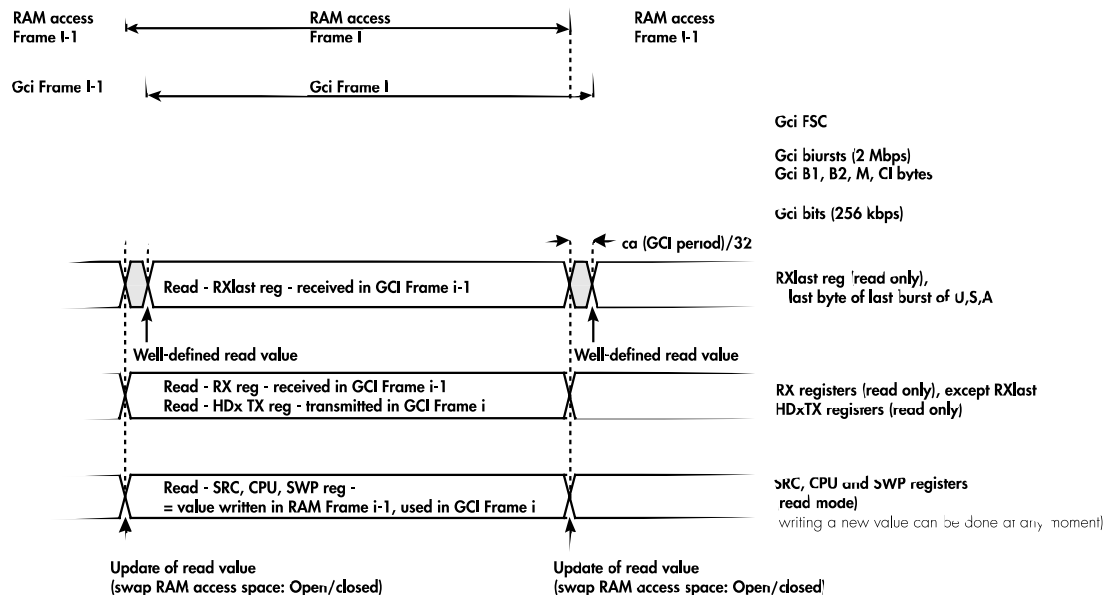 RAM access
Frame I-1
RAM access
Frame I
RAM access
Frame I-1
Gci Frame I-1
Gci Frame I
Gci FSC
Gci biursts (2 Mbps)
Gci B1, B2, M, CI bytes
Gci bits (256 kbps)
ca (GCI period)/32
Read - RXlast reg - received in GCI Frame i-1
RXlast reg (read only),
last byte of last burst of U,S,A
Well-defined read value
Well-defined read value
Read - RX reg - received in GCI Frame i-1
Read - HDx TX reg - transmitted in GCI Frame i
RX registers (read only), except RXlast
HDxTX registrers (read only)
Read - SRC, CPU, SWP reg -
= value written in RAM Frame i-1, used in GCI Frame i
SRC, CPU and SWP registers
read mode)
writing a new value can be done at any moment)
Update of read value
(swap RAM access space: Open/closed)
Update of read value
(swap RAM access space: Open/closed)